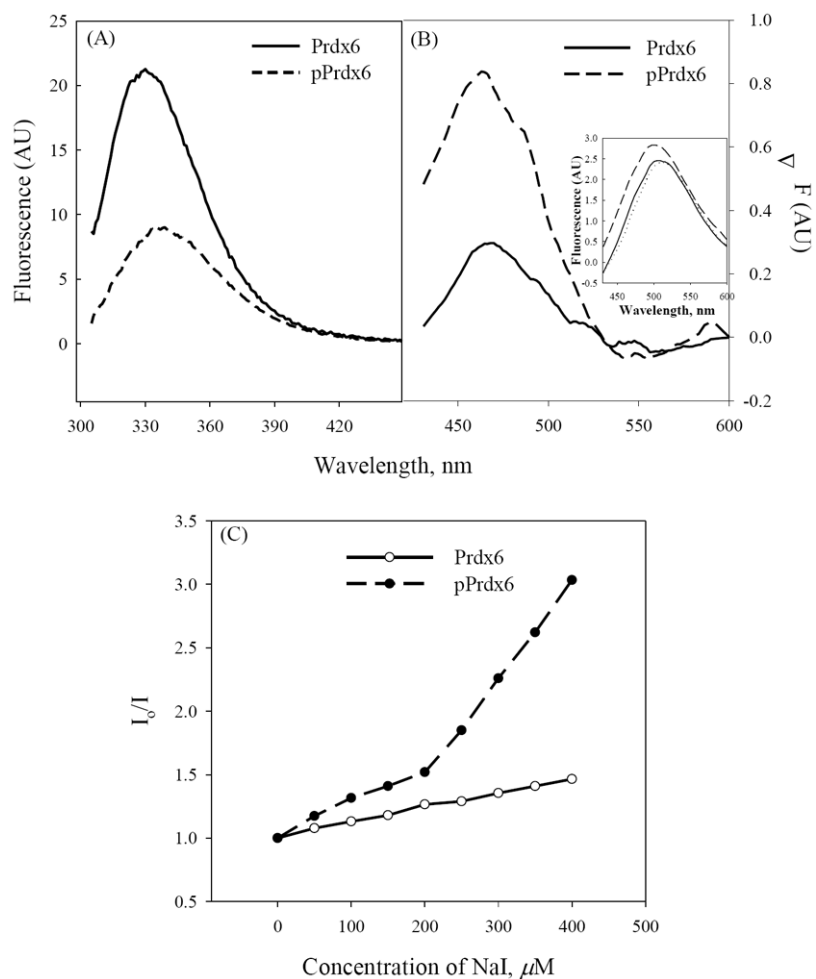 (A)
Prdx6
pPrdx6
Fluorescence (AU)
25
20
15
10
5
0
300 330 360 390 420
(B)
Prdx6
pPrdx6
1.0
0.8
0.6
0.4
0.2
0.0
-0.2
∇ F (AU)
450 500 550 600
Fluorescence (AU)
3.0
2.5
2.0
1.5
1.0
0.5
0.0
-0.5
450 500 550 600
Wavelength, nm
Wavelength, nm
(C)
Prdx6
pPrdx6
I₀/I
3.5
3.0
2.5
2.0
1.5
1.0
0.5
0 100 200 300 400 500
Concentration of NaI, μM